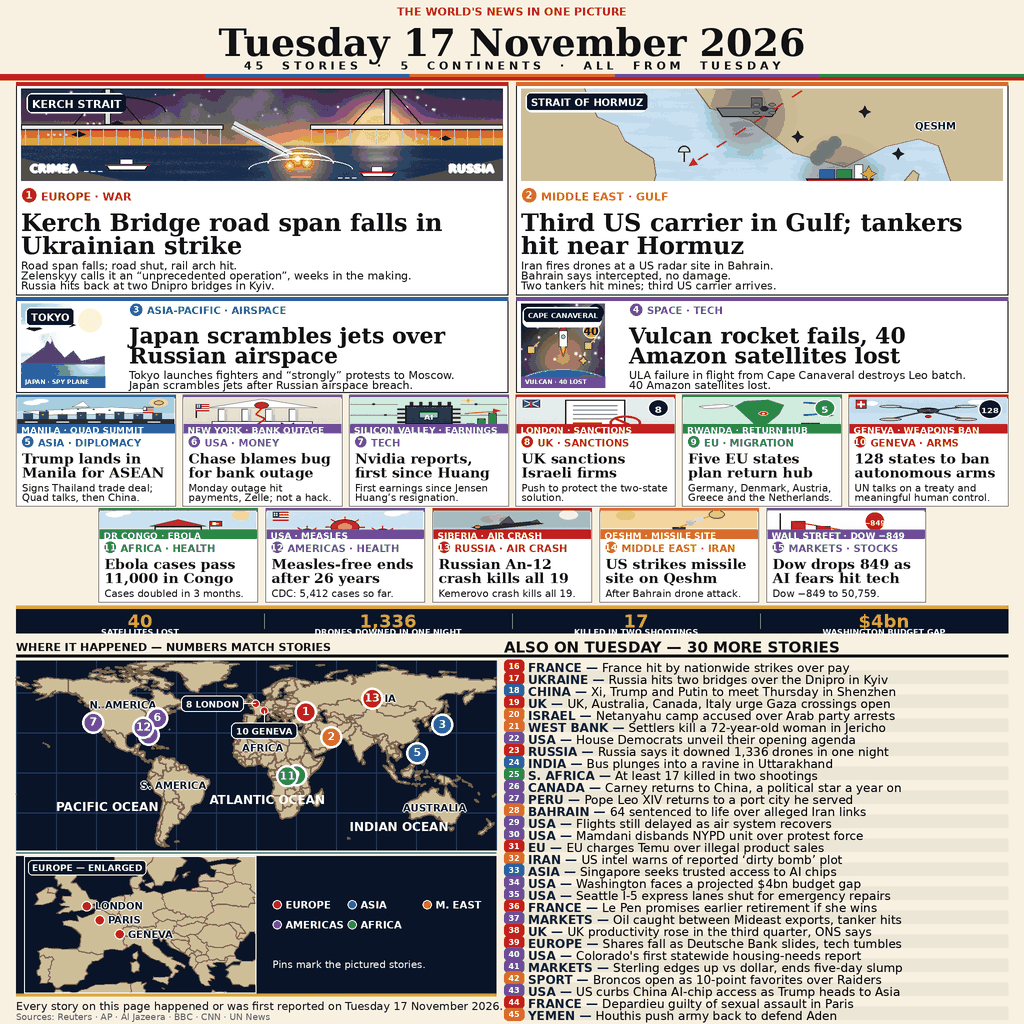 THE WORLD'S NEWS IN ONE PICTURE
Tuesday 17 November 2026
45 STORIES · 5 CONTINENTS · ALL FROM TUESDAY
KERCH STRAIT
CRIMEA
RUSSIA
1 EUROPE · WAR
Kerch Bridge road span falls in
Ukrainian strike
Road span falls; road shut, rail arch hit.
Zelenskyy calls it an “unprecedented operation”, weeks in the making.
Russia hits back at two Dnipro bridges in Kyiv.
STRAIT OF HORMUZ
QESHM
2 MIDDLE EAST · GULF
Third US carrier in Gulf; tankers
hit near Hormuz
Iran fires drones at a US radar site in Bahrain.
Bahrain says intercepted, no damage.
Two tankers hit mines; third US carrier arrives.
TOKYO
JAPAN · SPY PLANE
3 ASIA-PACIFIC · AIRSPACE
Japan scrambles jets over
Russian airspace
Tokyo launches fighters and “strongly” protests to Moscow.
Japan scrambles jets after Russian airspace breach.
CAPE CANAVERAL
40
VULCAN · 40 LOST
4 SPACE · TECH
Vulcan rocket fails, 40
Amazon satellites lost
ULA failure in flight from Cape Canaveral destroys Leo batch.
40 Amazon satellites lost.
MANILA · QUAD SUMMIT
5 ASIA · DIPLOMACY
Trump lands in
Manila for ASEAN
Signs Thailand trade deal;
Quad talks, then China.
NEW YORK · BANK OUTAGE
6 USA · MONEY
Chase blames bug
for bank outage
Monday outage hit
payments, Zelle; not a hack.
AI
SILICON VALLEY · EARNINGS
7 TECH
Nvidia reports,
first since Huang
First earnings since Jensen
Huang’s resignation.
8
LONDON · SANCTIONS
8 UK · SANCTIONS
UK sanctions
Israeli firms
Push to protect the two-state
solution.
5
RWANDA · RETURN HUB
9 EU · MIGRATION
Five EU states
plan return hub
Germany, Denmark, Austria,
Greece and the Netherlands.
128
GENEVA · WEAPONS BAN
10 GENEVA · ARMS
128 states to ban
autonomous arms
UN talks on a treaty and
meaningful human control.
DR CONGO · EBOLA
11 AFRICA · HEALTH
Ebola cases pass
11,000 in Congo
Cases doubled in 3 months.
USA · MEASLES
12 AMERICAS · HEALTH
Measles-free ends
after 26 years
CDC: 5,412 cases so far.
SIBERIA · AIR CRASH
13 RUSSIA · AIR CRASH
Russian An-12
crash kills all 19
Kemerovo crash kills all 19.
QESHM · MISSILE SITE
14 MIDDLE EAST · IRAN
US strikes missile
site on Qeshm
After Bahrain drone attack.
−849
WALL STREET · DOW −849
15 MARKETS · STOCKS
Dow drops 849 as
AI fears hit tech
Dow −849 to 50,759.
40
SATELLITES LOST
1,336
DRONES DOWNED IN ONE NIGHT
17
KILLED IN TWO SHOOTINGS
$4bn
WASHINGTON BUDGET GAP
WHERE IT HAPPENED — NUMBERS MATCH STORIES
N. AMERICA
8 LONDON
10 GENEVA
AFRICA
S. AMERICA
PACIFIC OCEAN
ATLANTIC OCEAN
INDIAN OCEAN
AUSTRALIA
IA
7
6
12
1
13
2
3
5
11
EUROPE — ENLARGED
LONDON
PARIS
GENEVA
EUROPE
ASIA
M. EAST
AMERICAS
AFRICA
Pins mark the pictured stories.
Every story on this page happened or was first reported on Tuesday 17 November 2026.
Sources: Reuters · AP · Al Jazeera · BBC · CNN · UN News
ALSO ON TUESDAY — 30 MORE STORIES
16 FRANCE — France hit by nationwide strikes over pay
17 UKRAINE — Russia hits two bridges over the Dnipro in Kyiv
18 CHINA — Xi, Trump and Putin to meet Thursday in Shenzhen
19 UK — UK, Australia, Canada, Italy urge Gaza crossings open
20 ISRAEL — Netanyahu camp accused over Arab party arrests
21 WEST BANK — Settlers kill a 72-year-old woman in Jericho
22 USA — House Democrats unveil their opening agenda
23 RUSSIA — Russia says it downed 1,336 drones in one night
24 INDIA — Bus plunges into a ravine in Uttarakhand
25 S. AFRICA — At least 17 killed in two shootings
26 CANADA — Carney returns to China, a political star a year on
27 PERU — Pope Leo XIV returns to a port city he served
28 BAHRAIN — 64 sentenced to life over alleged Iran links
29 USA — Flights still delayed as air system recovers
30 USA — Mamdani disbands NYPD unit over protest force
31 EU — EU charges Temu over illegal product sales
32 IRAN — US intel warns of reported ‘dirty bomb’ plot
33 ASIA — Singapore seeks trusted access to AI chips
34 USA — Washington faces a projected $4bn budget gap
35 USA — Seattle I-5 express lanes shut for emergency repairs
36 FRANCE — Le Pen promises earlier retirement if she wins
37 MARKETS — Oil caught between Mideast exports, tanker hits
38 UK — UK productivity rose in the third quarter, ONS says
39 EUROPE — Shares fall as Deutsche Bank slides, tech tumbles
40 USA — Colorado's first statewide housing-needs report
41 MARKETS — Sterling edges up vs dollar, ends five-day slump
42 SPORT — Broncos open as 10-point favorites over Raiders
43 USA — US curbs China AI-chip access as Trump heads to Asia
44 FRANCE — Depardieu guilty of sexual assault in Paris
45 YEMEN — Houthis push army back to defend Aden